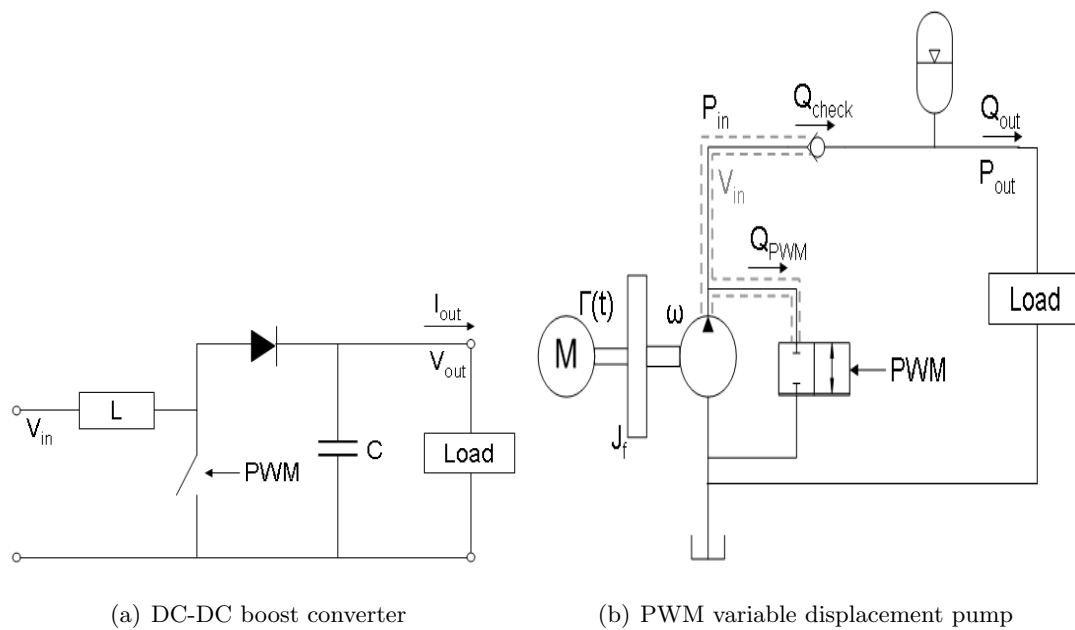 L
V_in
PWM
C
I_out
V_out
Load
(a) DC-DC boost converter
P_in
Q_check
Q_out
P_out
V_in
Q_PWM
Γ(t)
ω
M
J_f
PWM
Load
(b) PWM variable displacement pump